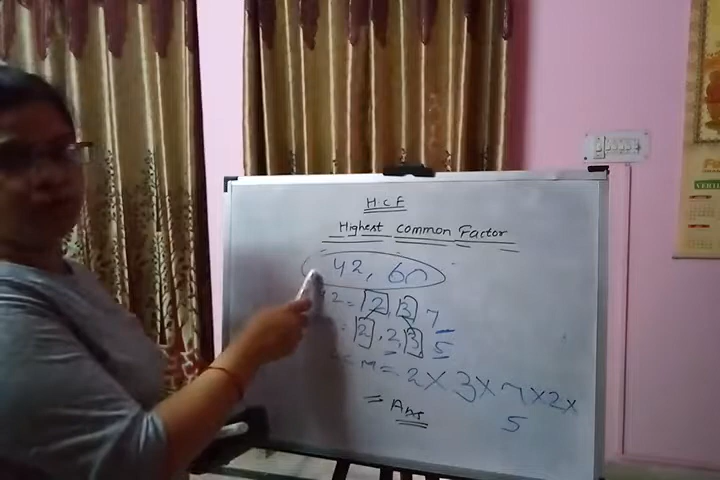 H.C.F
Highest common Factor
42, 60
2, 3, 7
= 2, 2, 3, 5
= M = 2 × 3 × 7 × 2 ×
5
= Ans